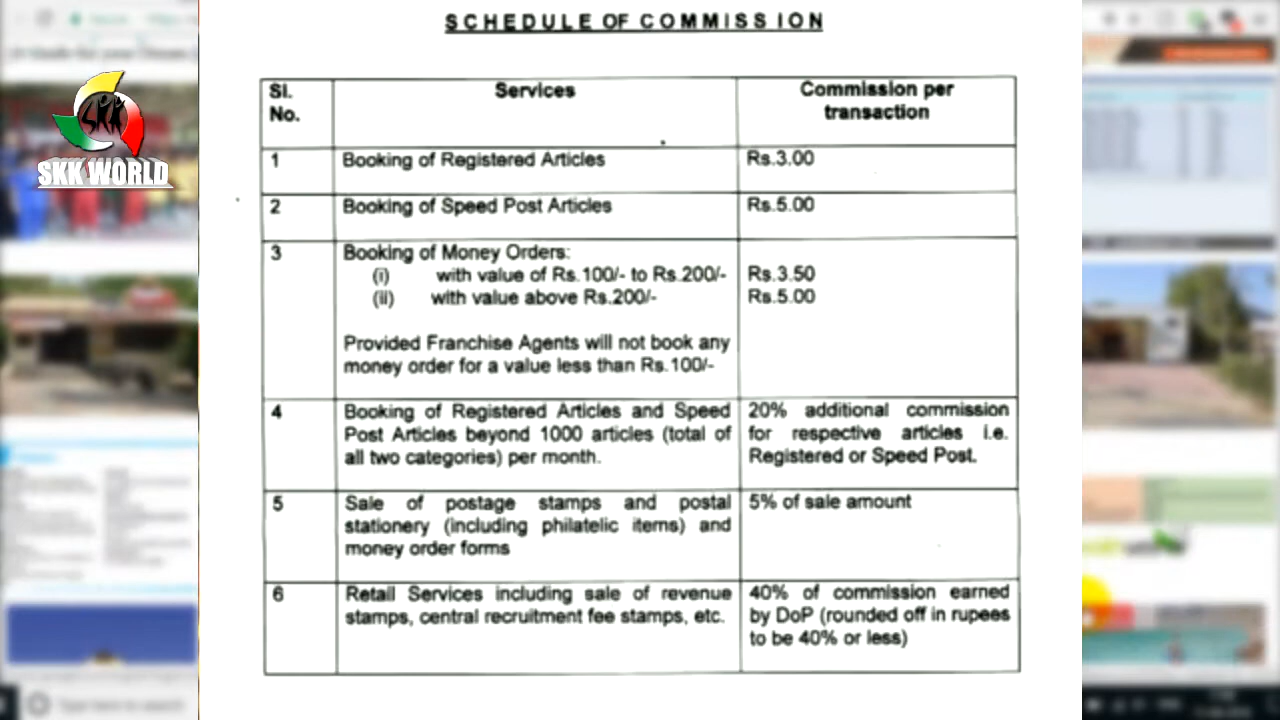 SCHEDULE OF COMMISSION
Sl.
No.
Services
Commission per
transaction
1
Booking of Registered Articles
Rs.3.00
2
Booking of Speed Post Articles
Rs.5.00
3
Booking of Money Orders:
(i) with value of Rs.100/- to Rs.200/-
Rs.3.50
(ii) with value above Rs.200/-
Rs.5.00
Provided Franchise Agents will not book any
money order for a value less than Rs.100/-
4
Booking of Registered Articles and Speed
Post Articles beyond 1000 articles (total of
all two categories) per month.
20% additional commission
for respective articles i.e.
Registered or Speed Post.
5
Sale of postage stamps and postal
stationery (including philatelic items) and
money order forms
5% of sale amount
6
Retail Services including sale of revenue
stamps, central recruitment fee stamps, etc.
40% of commission earned
by DoP (rounded off in rupees
to be 40% or less)
SKK
SKK WORLD
Type here to search